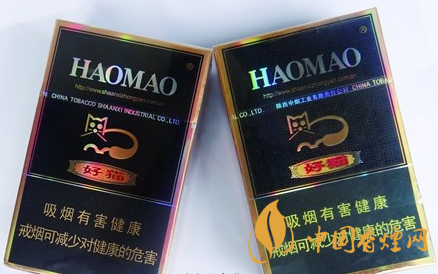 HAOMAO
http://www.shaanxizhongyan.com.cn
CHINA TOBACCO SHAANXI INDUSTRIAL CO.,LTD.
好猫
吸烟有害健康
戒烟可减少对健康的危害
HAOMAO
http://www.shaanxizhongyan.com.cn
CO.,LTD. 陕西中烟工业有限责任公司 CHINA TOBAC
好猫
吸烟有害健康
戒烟可减少对健康的危害
中国香烟网